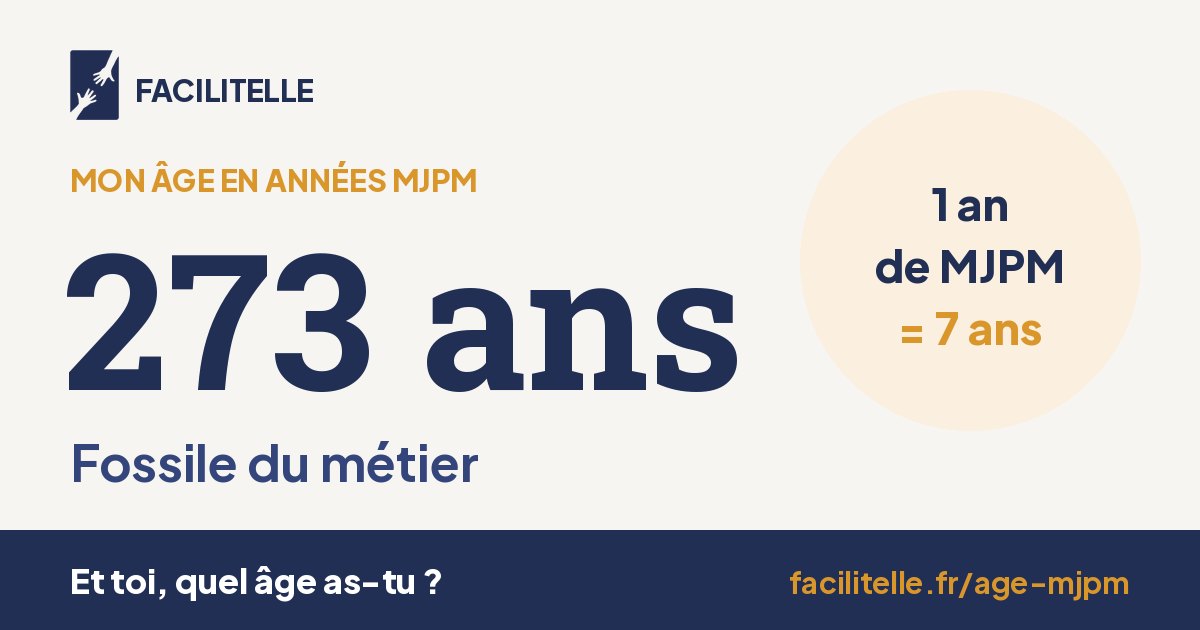 FACILITELLE
MON ÂGE EN ANNÉES MJPM
273 ans
Fossile du métier
1 an
de MJPM
= 7 ans
Et toi, quel âge as-tu ?
facilitelle.fr/age-mjpm